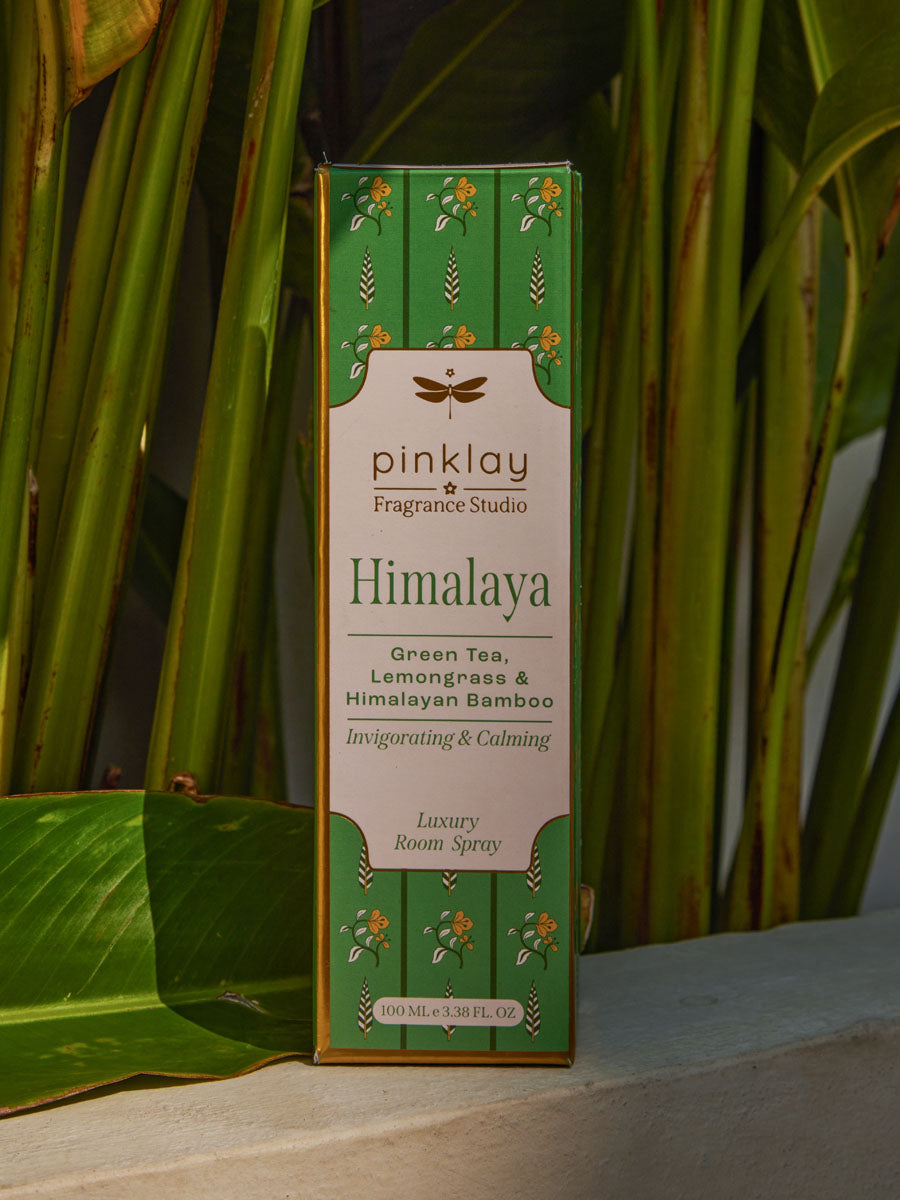 pinklay
Fragrance Studio
Himalaya
Green Tea,
Lemongrass &
Himalayan Bamboo
Invigorating & Calming
Luxury
Room Spray
100 ML e 3.38 FL. OZ